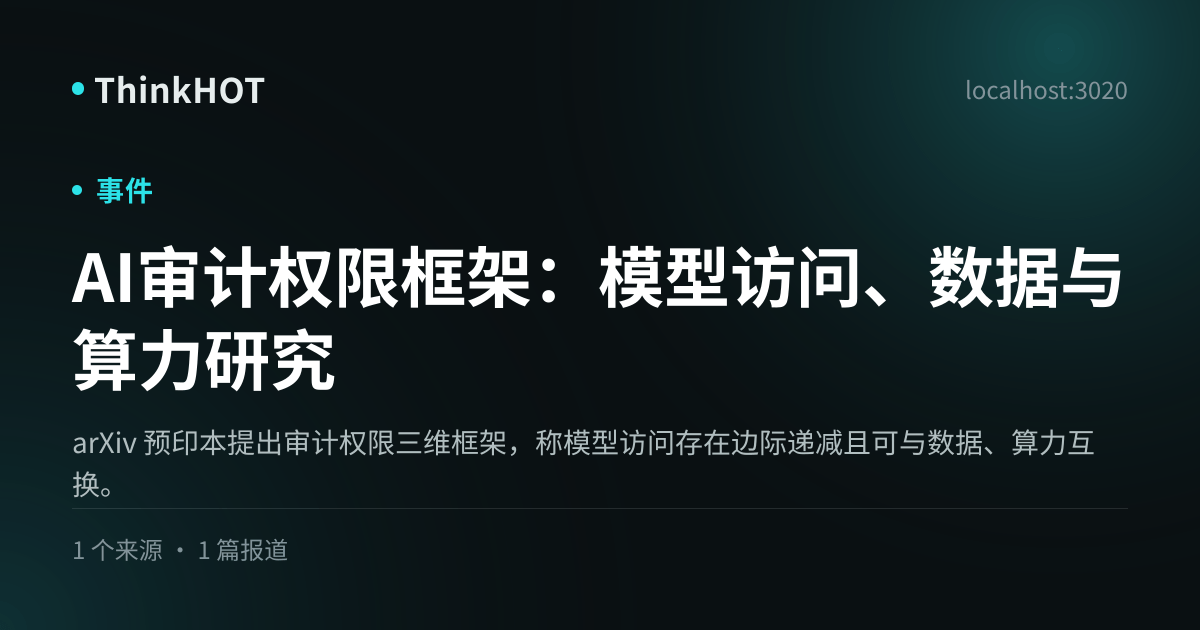 ThinkHOT
localhost:3020
事件
AI审计权限框架：模型访问、数据与
算力研究
arXiv 预印本提出审计权限三维框架，称模型访问存在边际递减且可与数据、算力互
换。
1 个来源 · 1 篇报道